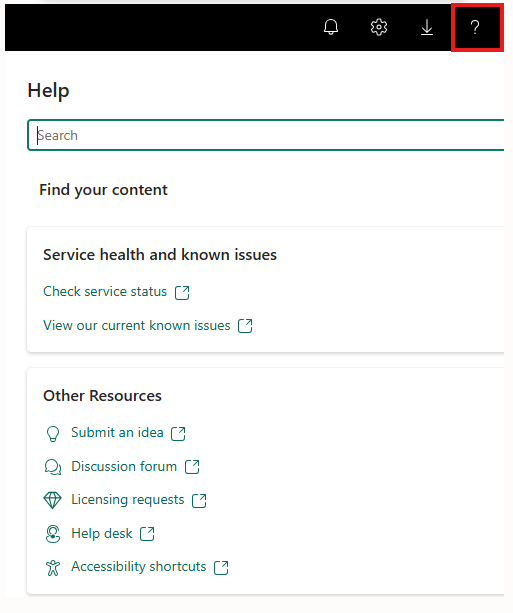 ?
Help
Search
Find your content
Service health and known issues
Check service status
View our current known issues
Other Resources
Submit an idea
Discussion forum
Licensing requests
Help desk
Accessibility shortcuts